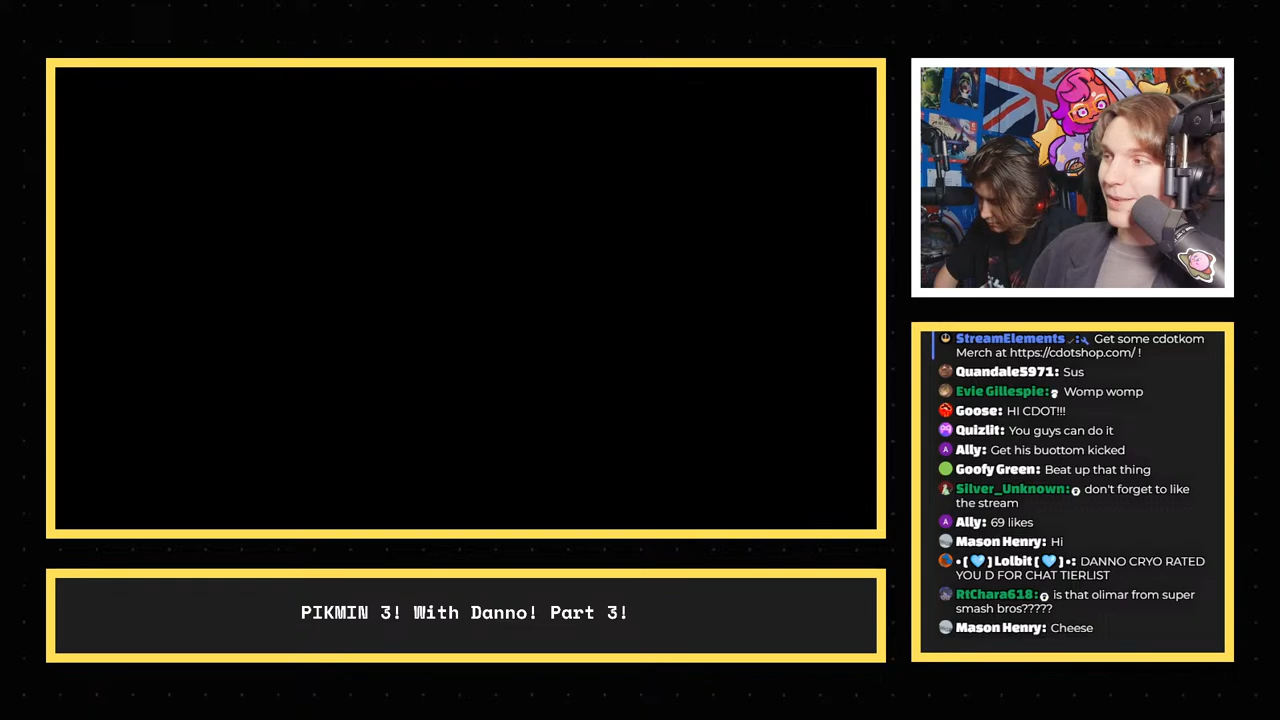 StreamElements Get some cdotkom
Merch at https://cdotshop.com/ !
Quandale5971: Sus
Evie Gillespie: Womp womp
Goose: HI CDOT!!!
Quizlit: You guys can do it
A Ally: Get his buottom kicked
Goofy Green: Beat up that thing
Silver_Unknown: don't forget to like
the stream
A Ally: 69 likes
Mason Henry: Hi
•[🩵] Lolbit [🩵]•: DANNO CRYO RATED
YOU D FOR CHAT TIERLIST
RtChara618: is that olimar from super
smash bros?????
Mason Henry: Cheese
PIKMIN 3! With Danno! Part 3!